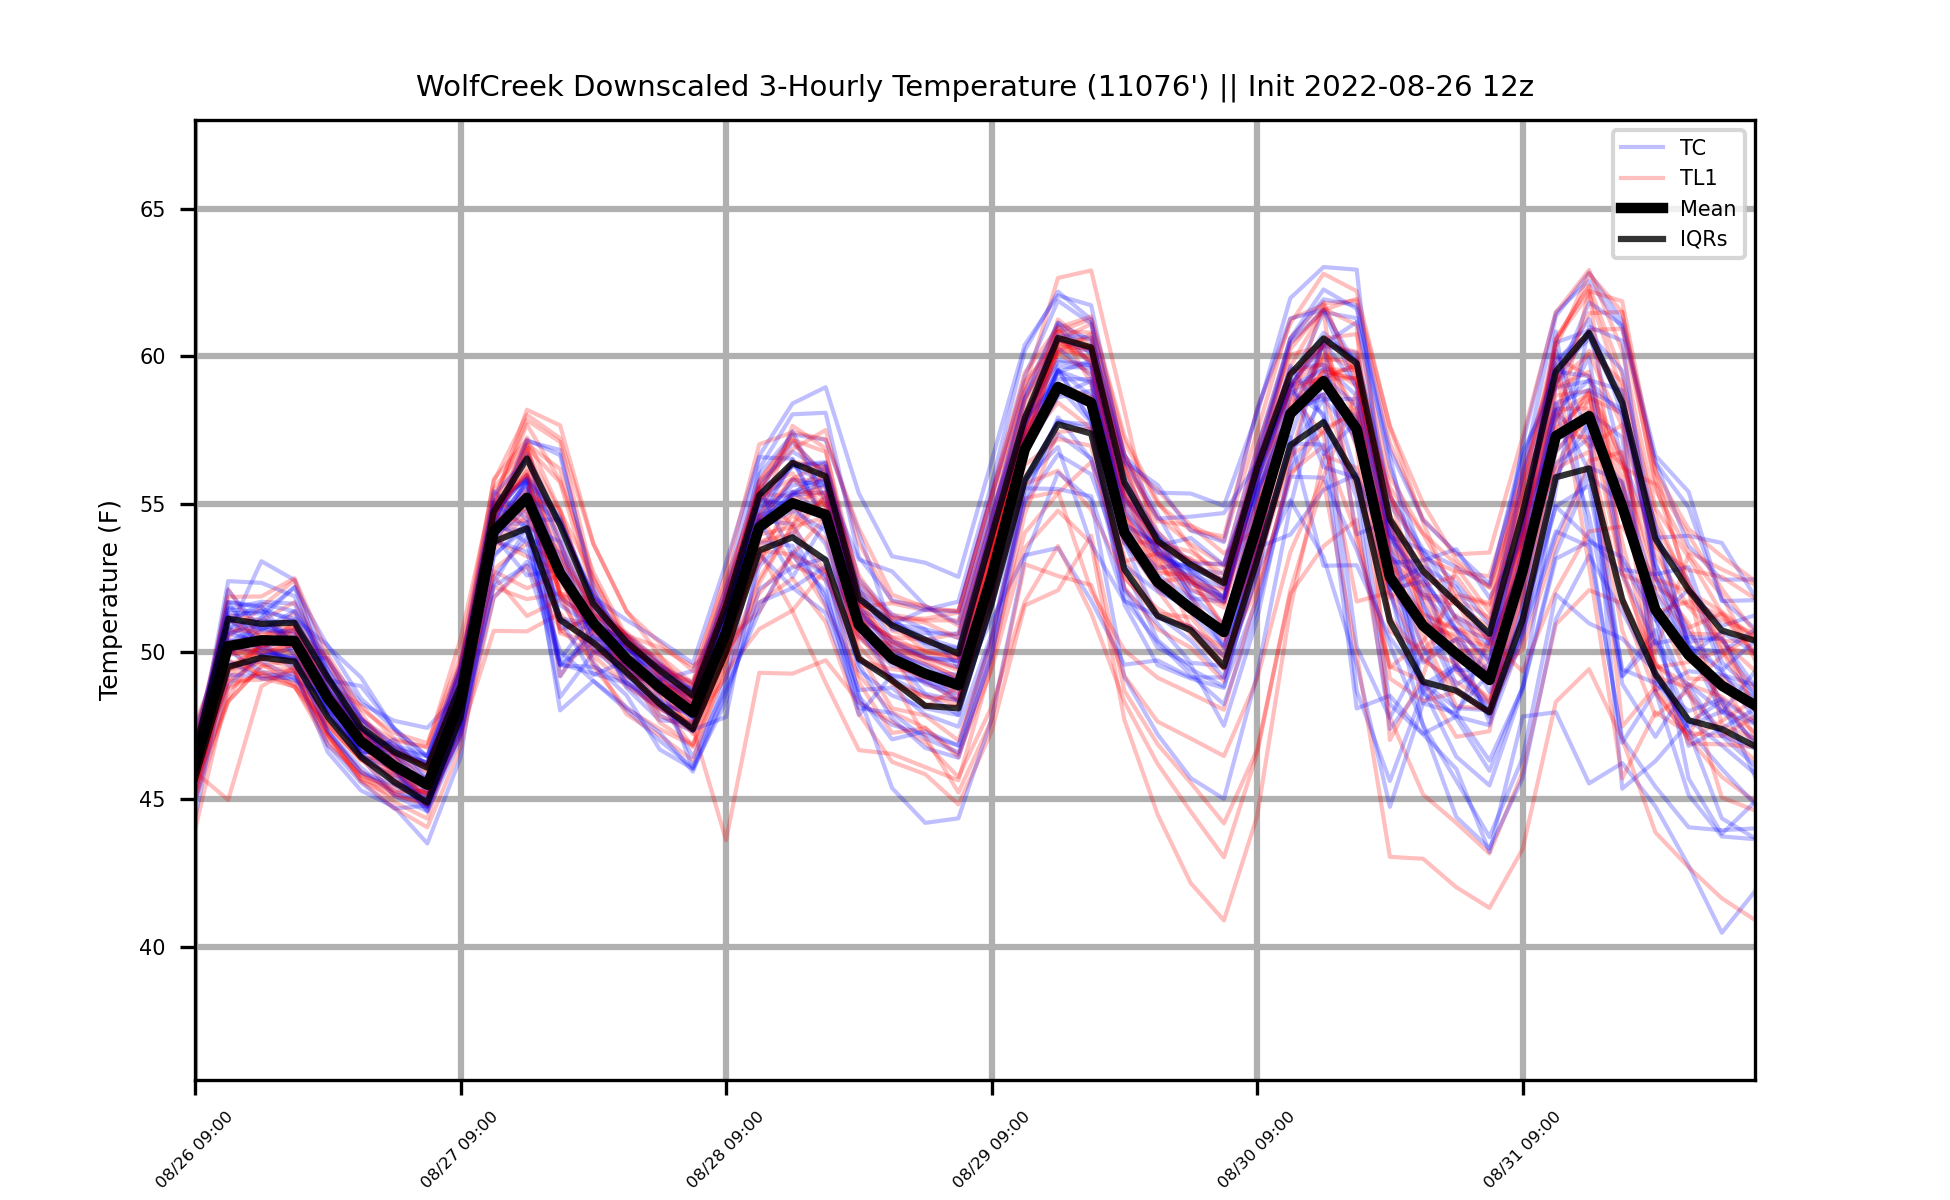 WolfCreek Downscaled 3-Hourly Temperature (11076') || Init 2022-08-26 12z
TC
TL1
Mean
IQRs
Temperature (F)
65
60
55
50
45
40
08/26 09:00
08/27 09:00
08/28 09:00
08/29 09:00
08/30 09:00
08/31 09:00